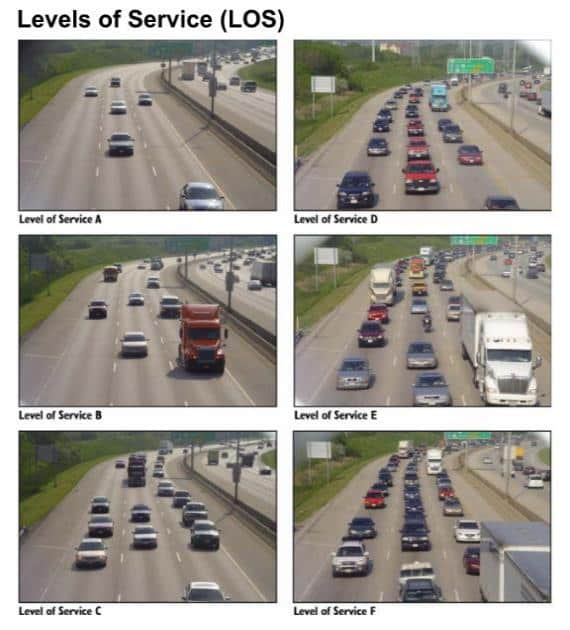 Levels of Service (LOS)
Level of Service A
Level of Service D
Level of Service B
Level of Service E
Level of Service C
Level of Service F